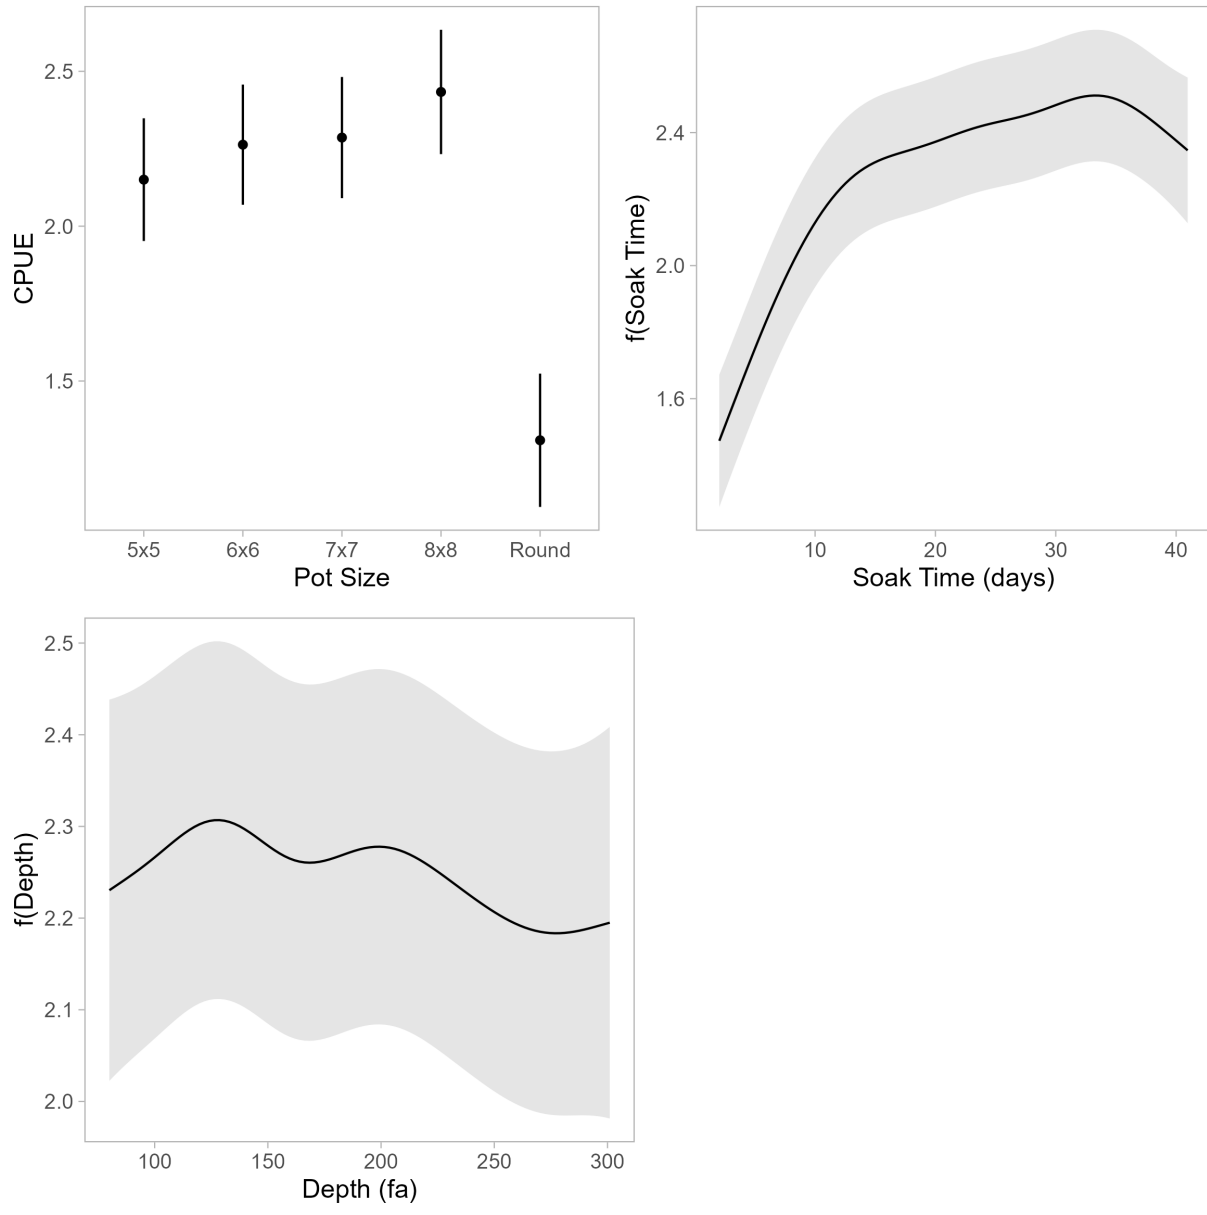 CPUE
2.5
2.0
1.5
5x5 6x6 7x7 8x8 Round
Pot Size
f(Soak Time)
2.4
2.0
1.6
10 20 30 40
Soak Time (days)
f(Depth)
2.5
2.4
2.3
2.2
2.1
2.0
100 150 200 250 300
Depth (fa)